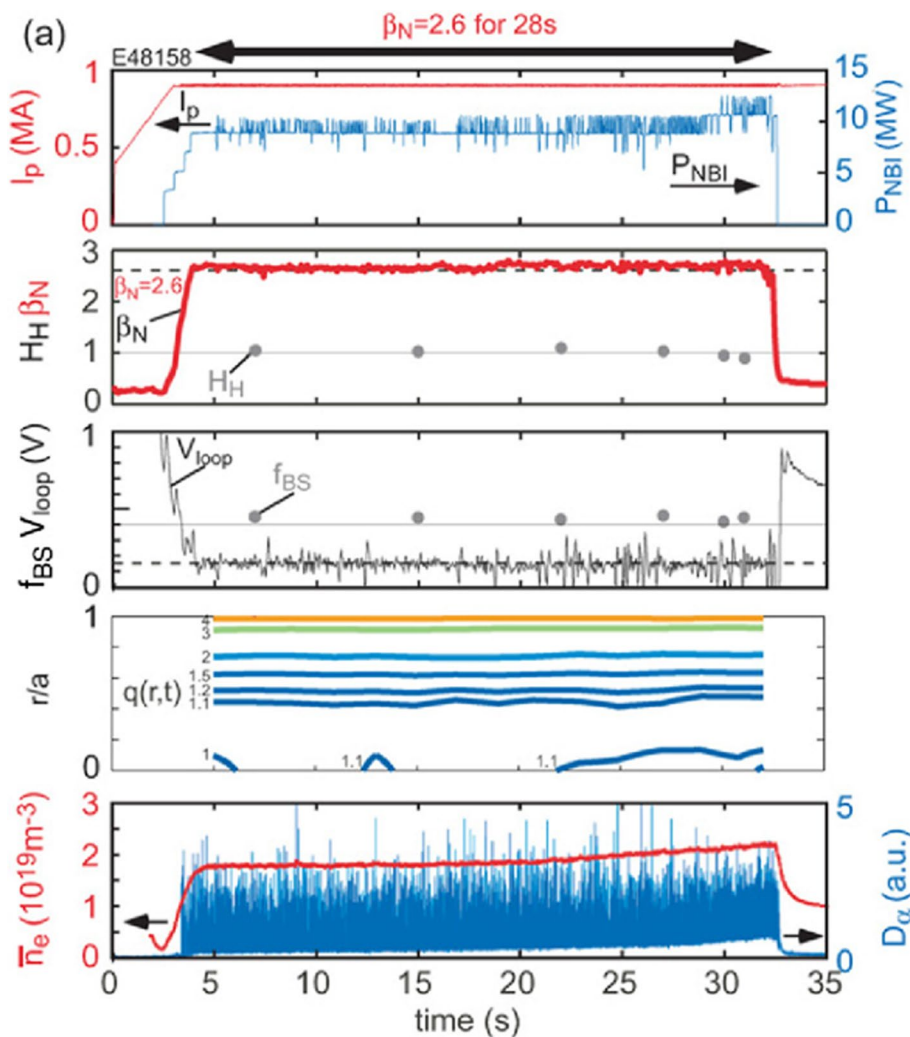 (a)
βN=2.6 for 28s
E48158
1
0.5
0
Ip (MA)
Ip
PNBI
15
10
5
0
PNBI (MW)
3
2
1
0
HH βN
βN=2.6
βN
HH
1
0
fBS Vloop (V)
Vloop
fBS
1
0
r/a
q(r,t)
4
3
2
1.5
1.2
1.1
1
1.1
1.1
3
2
1
0
n̅e (10¹⁹m⁻³)
5
0
Dα (a.u.)
0 5 10 15 20 25 30 35
time (s)